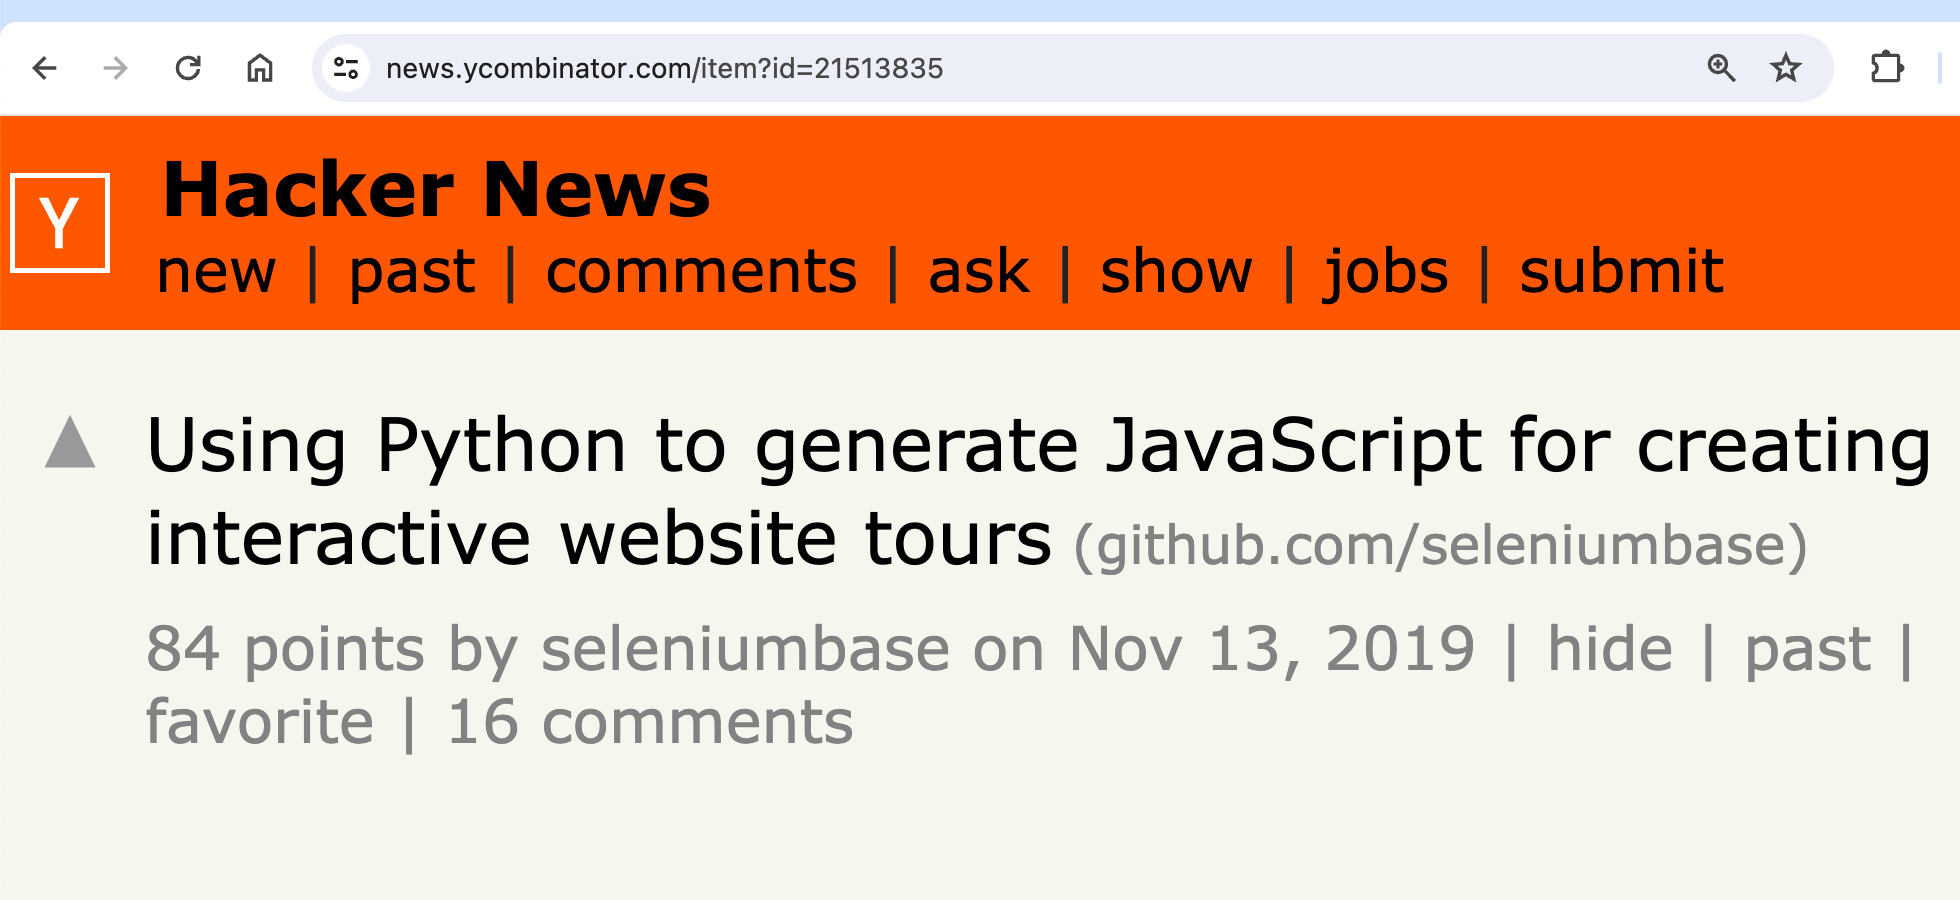 news.ycombinator.com/item?id=21513835
Y
Hacker News
new | past | comments | ask | show | jobs | submit
Using Python to generate JavaScript for creating
interactive website tours (github.com/seleniumbase)
84 points by seleniumbase on Nov 13, 2019 | hide | past |
favorite | 16 comments